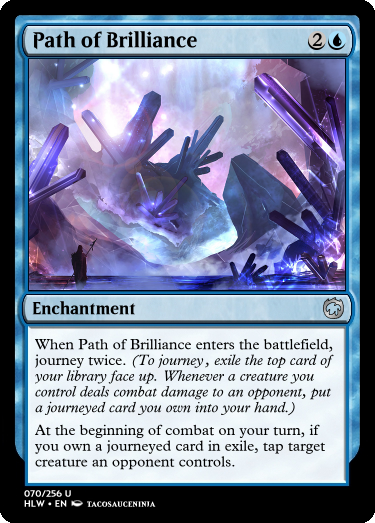 Path of Brilliance 2
Enchantment
When Path of Brilliance enters the battlefield,
journey twice. (To journey, exile the top card of
your library face up. Whenever a creature you
control deals combat damage to an opponent, put
a journeyed card you own into your hand.)
At the beginning of combat on your turn, if
you own a journeyed card in exile, tap target
creature an opponent controls.
070/256 U
HLW • EN TACOSAUCENINJA